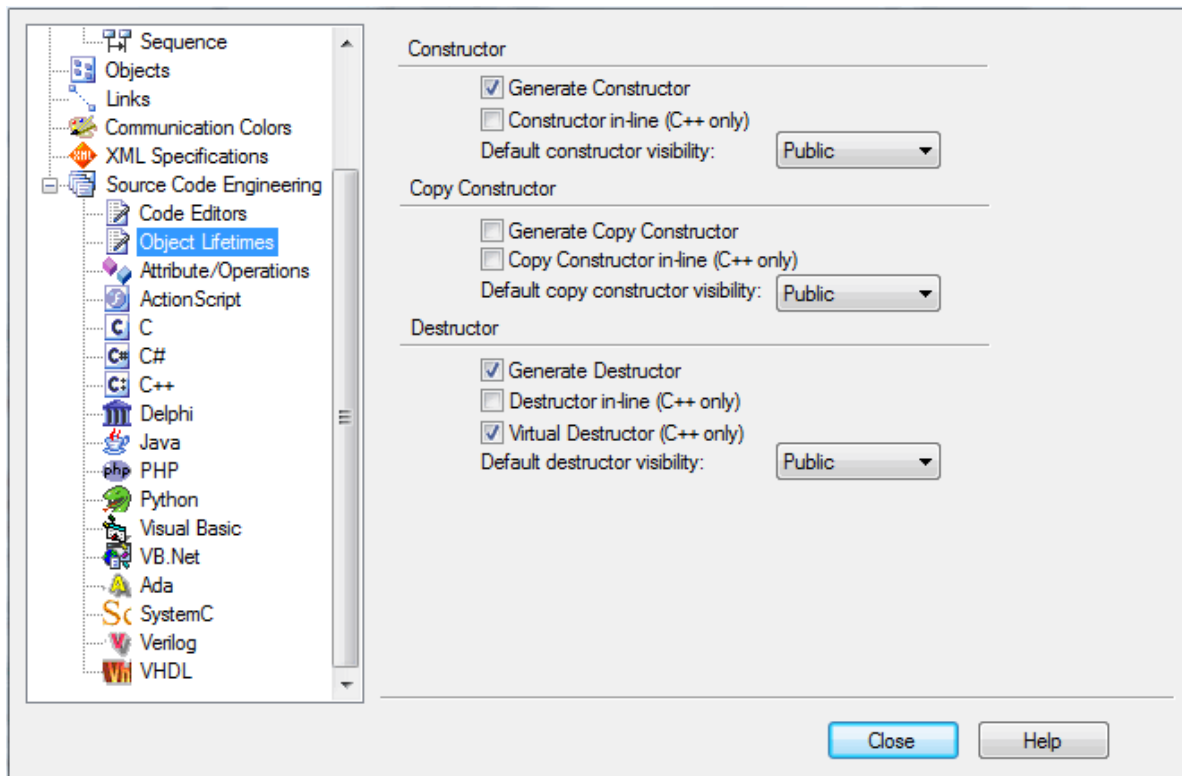 Sequence
Objects
Links
Communication Colors
XML Specifications
Source Code Engineering
Code Editors
Object Lifetimes
Attribute/Operations
ActionScript
C
C#
C++
Delphi
Java
PHP
Python
Visual Basic
VB.Net
Ada
SystemC
Verilog
VHDL
Constructor
Generate Constructor
Constructor in-line (C++ only)
Default constructor visibility: Public
Copy Constructor
Generate Copy Constructor
Copy Constructor in-line (C++ only)
Default copy constructor visibility: Public
Destructor
Generate Destructor
Destructor in-line (C++ only)
Virtual Destructor (C++ only)
Default destructor visibility: Public
Close Help